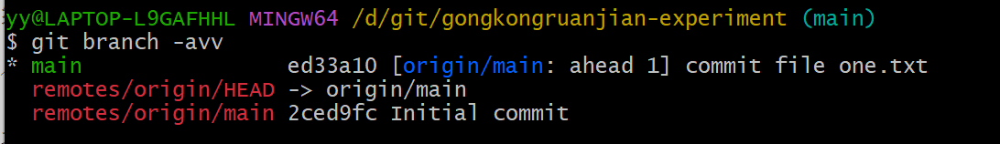 yy@LAPTOP-L9GAFHHL MINGW64 /d/git/gongkongruanjian-experiment (main)
$ git branch -avv
* main                ed33a10 [origin/main: ahead 1] commit file one.txt
  remotes/origin/HEAD -> origin/main
  remotes/origin/main 2ced9fc Initial commit